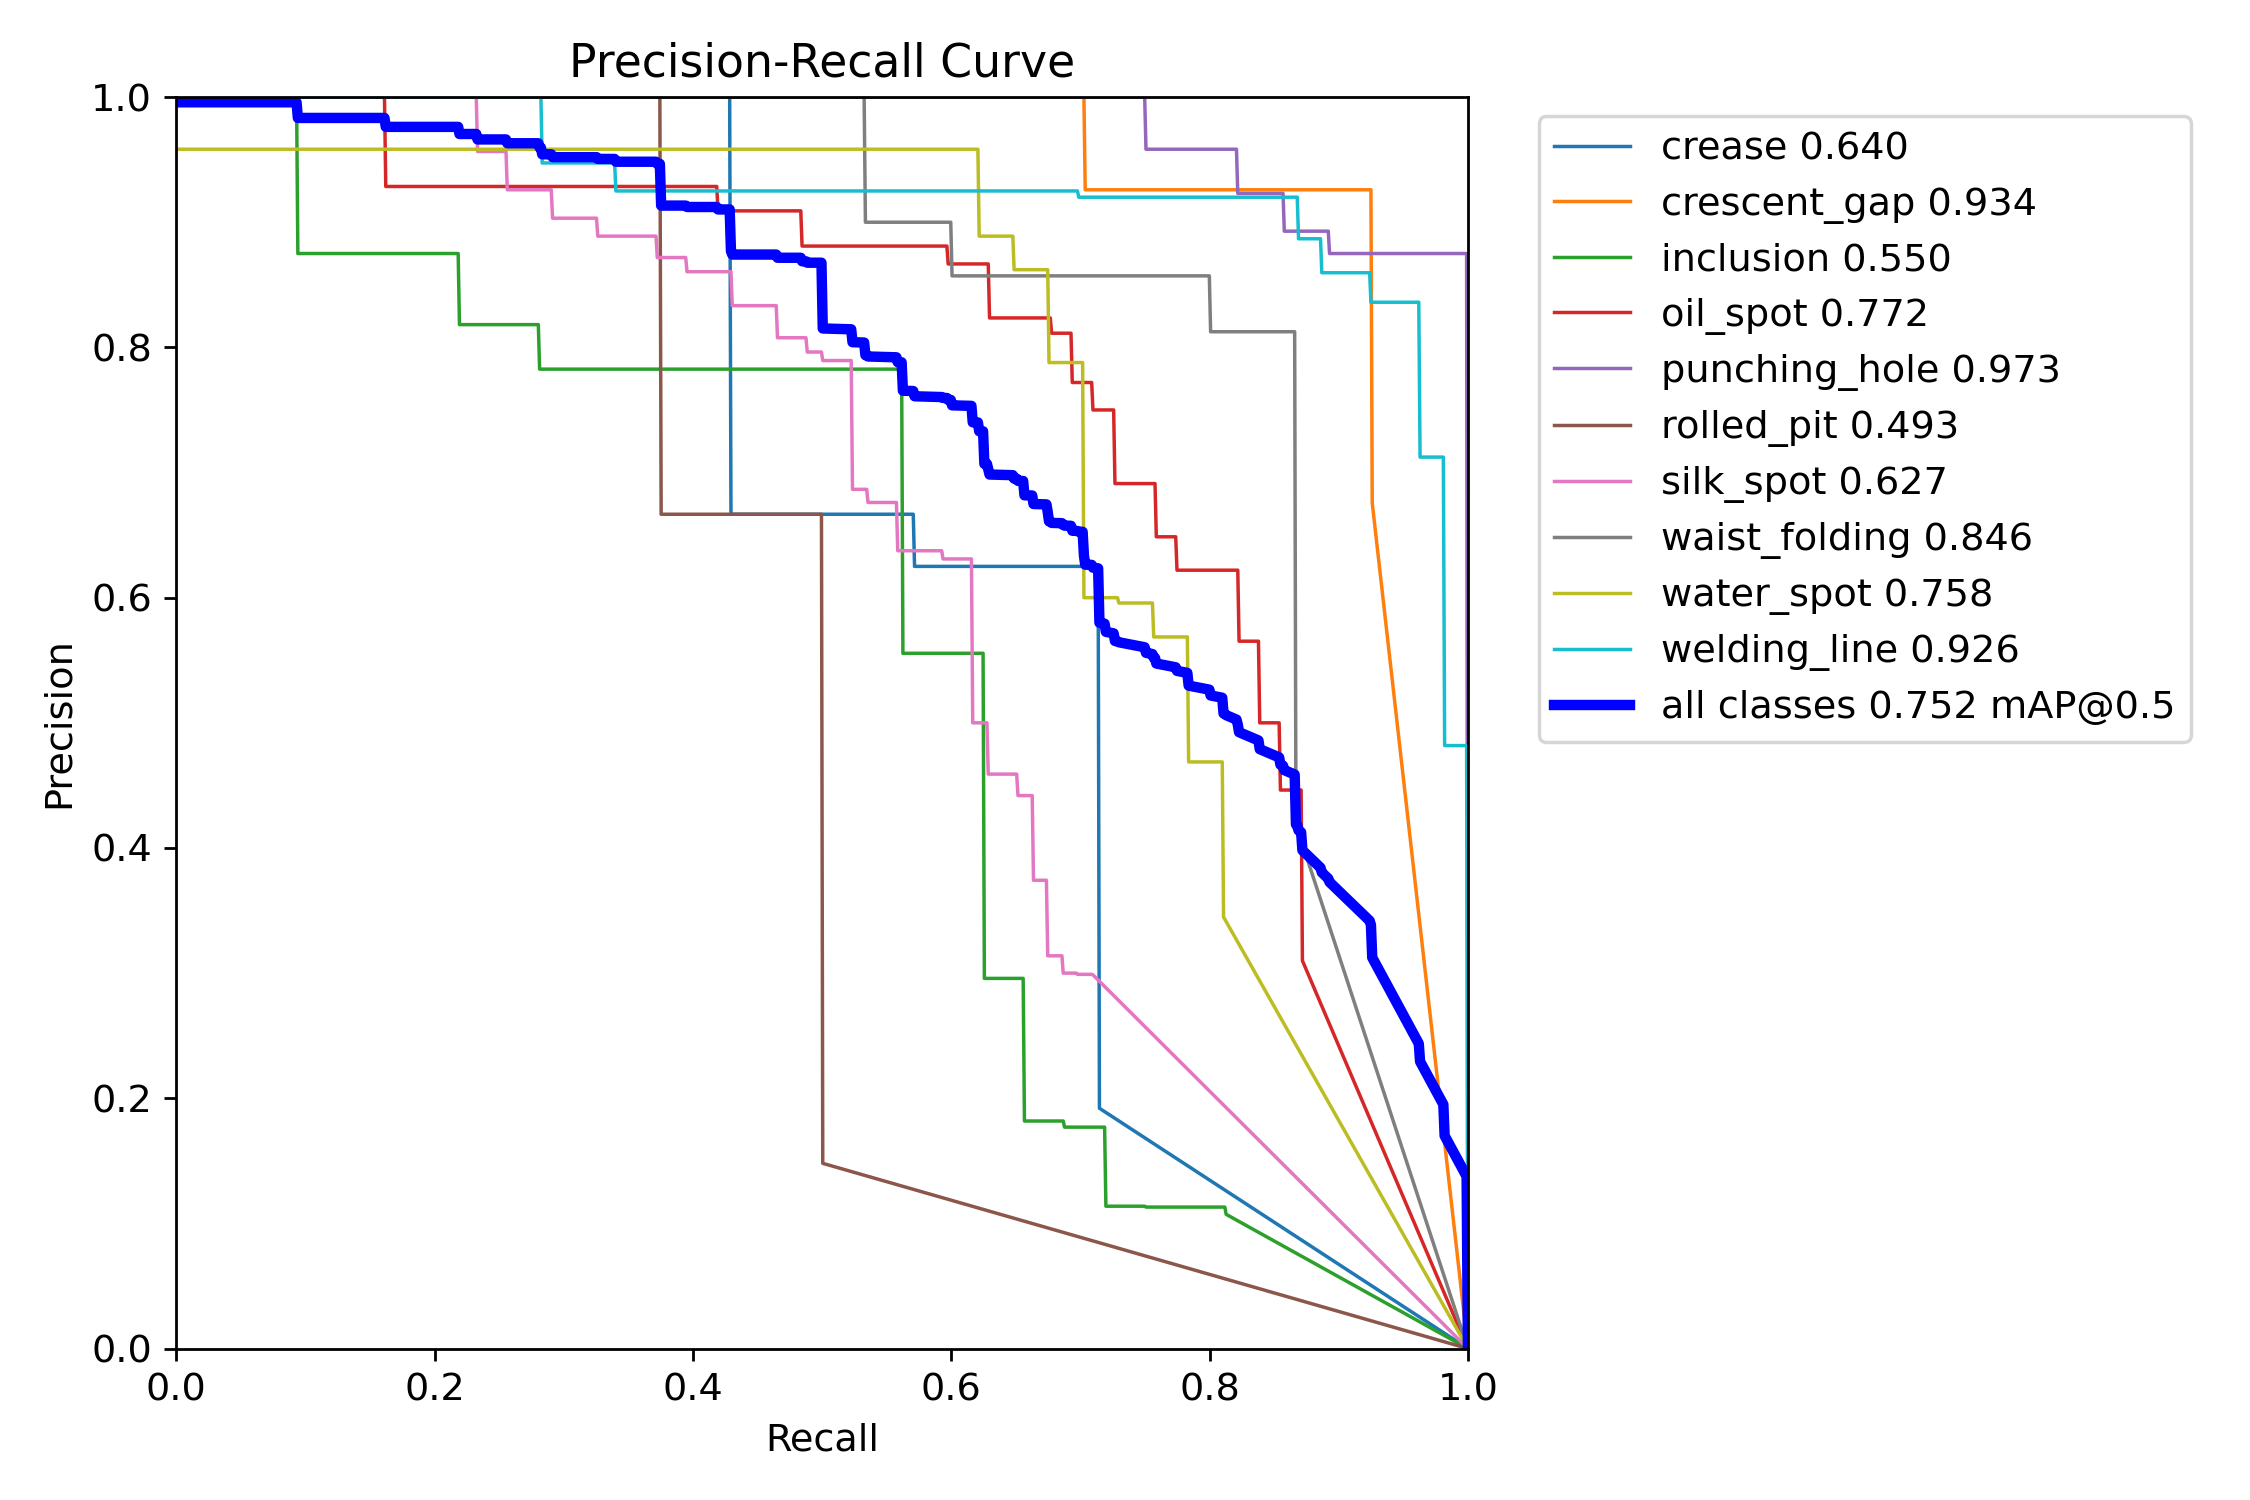 Precision-Recall Curve
1.0
0.8
0.6
0.4
0.2
0.0
Precision
0.0 0.2 0.4 0.6 0.8 1.0
Recall
crease 0.640
crescent_gap 0.934
inclusion 0.550
oil_spot 0.772
punching_hole 0.973
rolled_pit 0.493
silk_spot 0.627
waist_folding 0.846
water_spot 0.758
welding_line 0.926
all classes 0.752 mAP@0.5